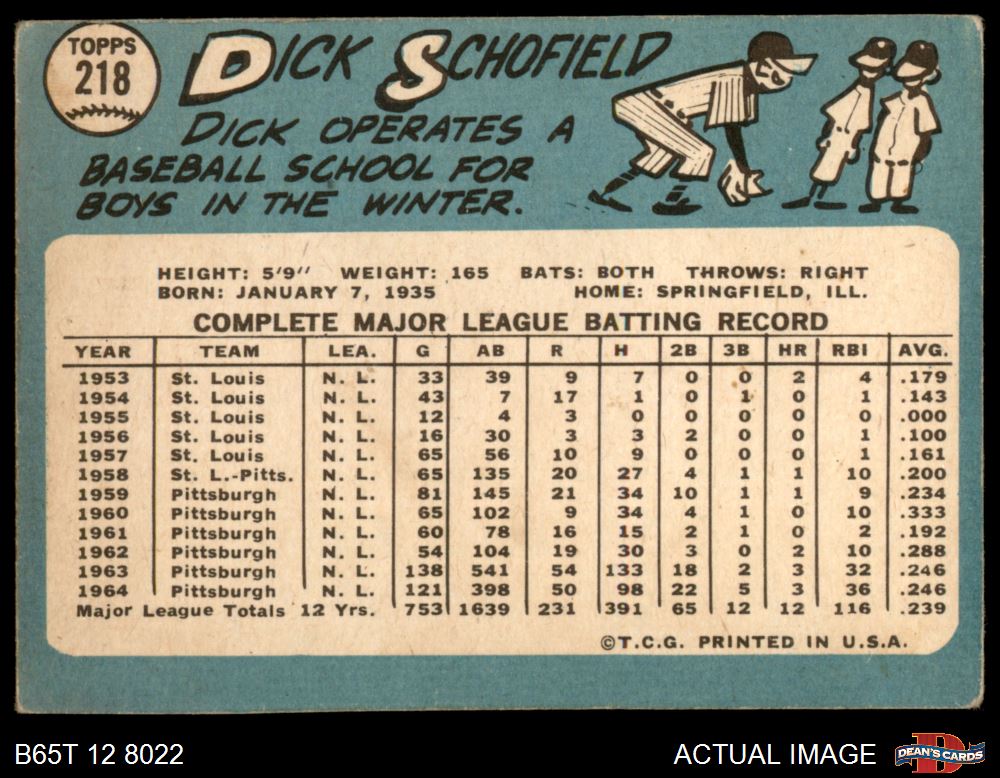 TOPPS
218
DICK SCHOFIELD
DICK OPERATES A
BASEBALL SCHOOL FOR
BOYS IN THE WINTER.
HEIGHT: 5'9" WEIGHT: 165 BATS: BOTH THROWS: RIGHT
BORN: JANUARY 7, 1935 HOME: SPRINGFIELD, ILL.
COMPLETE MAJOR LEAGUE BATTING RECORD
YEAR TEAM LEA. G AB R H 2B 3B HR RBI AVG.
1953 St. Louis N. L. 33 39 9 7 0 0 2 4 .179
1954 St. Louis N. L. 43 7 17 1 0 1 0 1 .143
1955 St. Louis N. L. 12 4 3 0 0 0 0 0 .000
1956 St. Louis N. L. 16 30 3 3 2 0 0 1 .100
1957 St. Louis N. L. 65 56 10 9 0 0 0 1 .161
1958 St. L.-Pitts. N. L. 65 135 20 27 4 1 1 10 .200
1959 Pittsburgh N. L. 81 145 21 34 10 1 1 9 .234
1960 Pittsburgh N. L. 65 102 9 34 4 1 0 10 .333
1961 Pittsburgh N. L. 60 78 16 15 2 1 0 2 .192
1962 Pittsburgh N. L. 54 104 19 30 3 0 2 10 .288
1963 Pittsburgh N. L. 138 541 54 133 18 2 3 32 .246
1964 Pittsburgh N. L. 121 398 50 98 22 5 3 36 .246
Major League Totals 12 Yrs. 753 1639 231 391 65 12 12 116 .239
©T.C.G. PRINTED IN U.S.A.
B65T 12 8022
ACTUAL IMAGE
D
DEAN'S CARDS